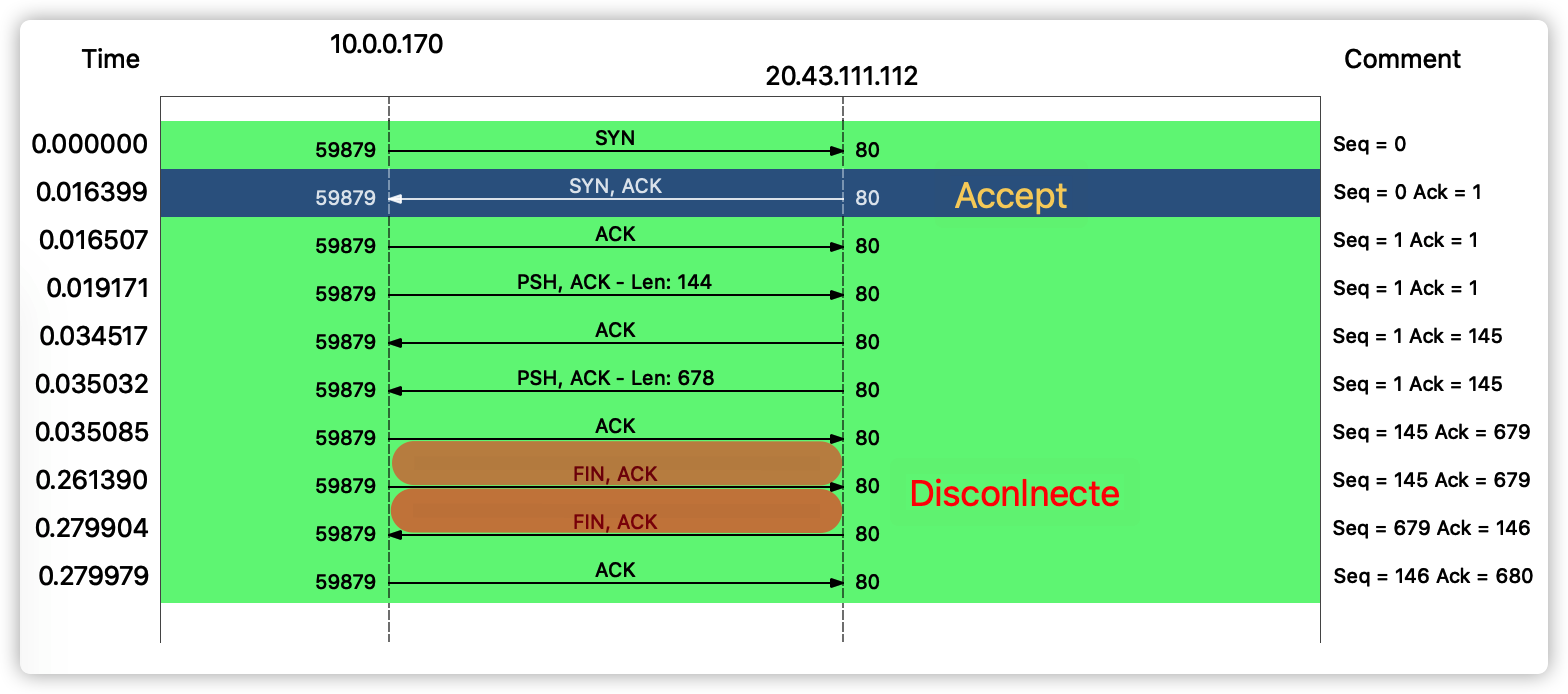 Time 10.0.0.170 Comment
20.43.111.112
0.000000 59879 SYN 80 Seq = 0
0.016399 59879 SYN, ACK 80 Accept Seq = 0 Ack = 1
0.016507 59879 ACK 80 Seq = 1 Ack = 1
0.019171 59879 PSH, ACK - Len: 144 80 Seq = 1 Ack = 1
0.034517 59879 ACK 80 Seq = 1 Ack = 145
0.035032 59879 PSH, ACK - Len: 678 80 Seq = 1 Ack = 145
0.035085 59879 ACK 80 Seq = 145 Ack = 679
0.261390 59879 FIN, ACK 80 DisconInecte Seq = 145 Ack = 679
0.279904 59879 FIN, ACK 80 Seq = 679 Ack = 146
0.279979 59879 ACK 80 Seq = 146 Ack = 680